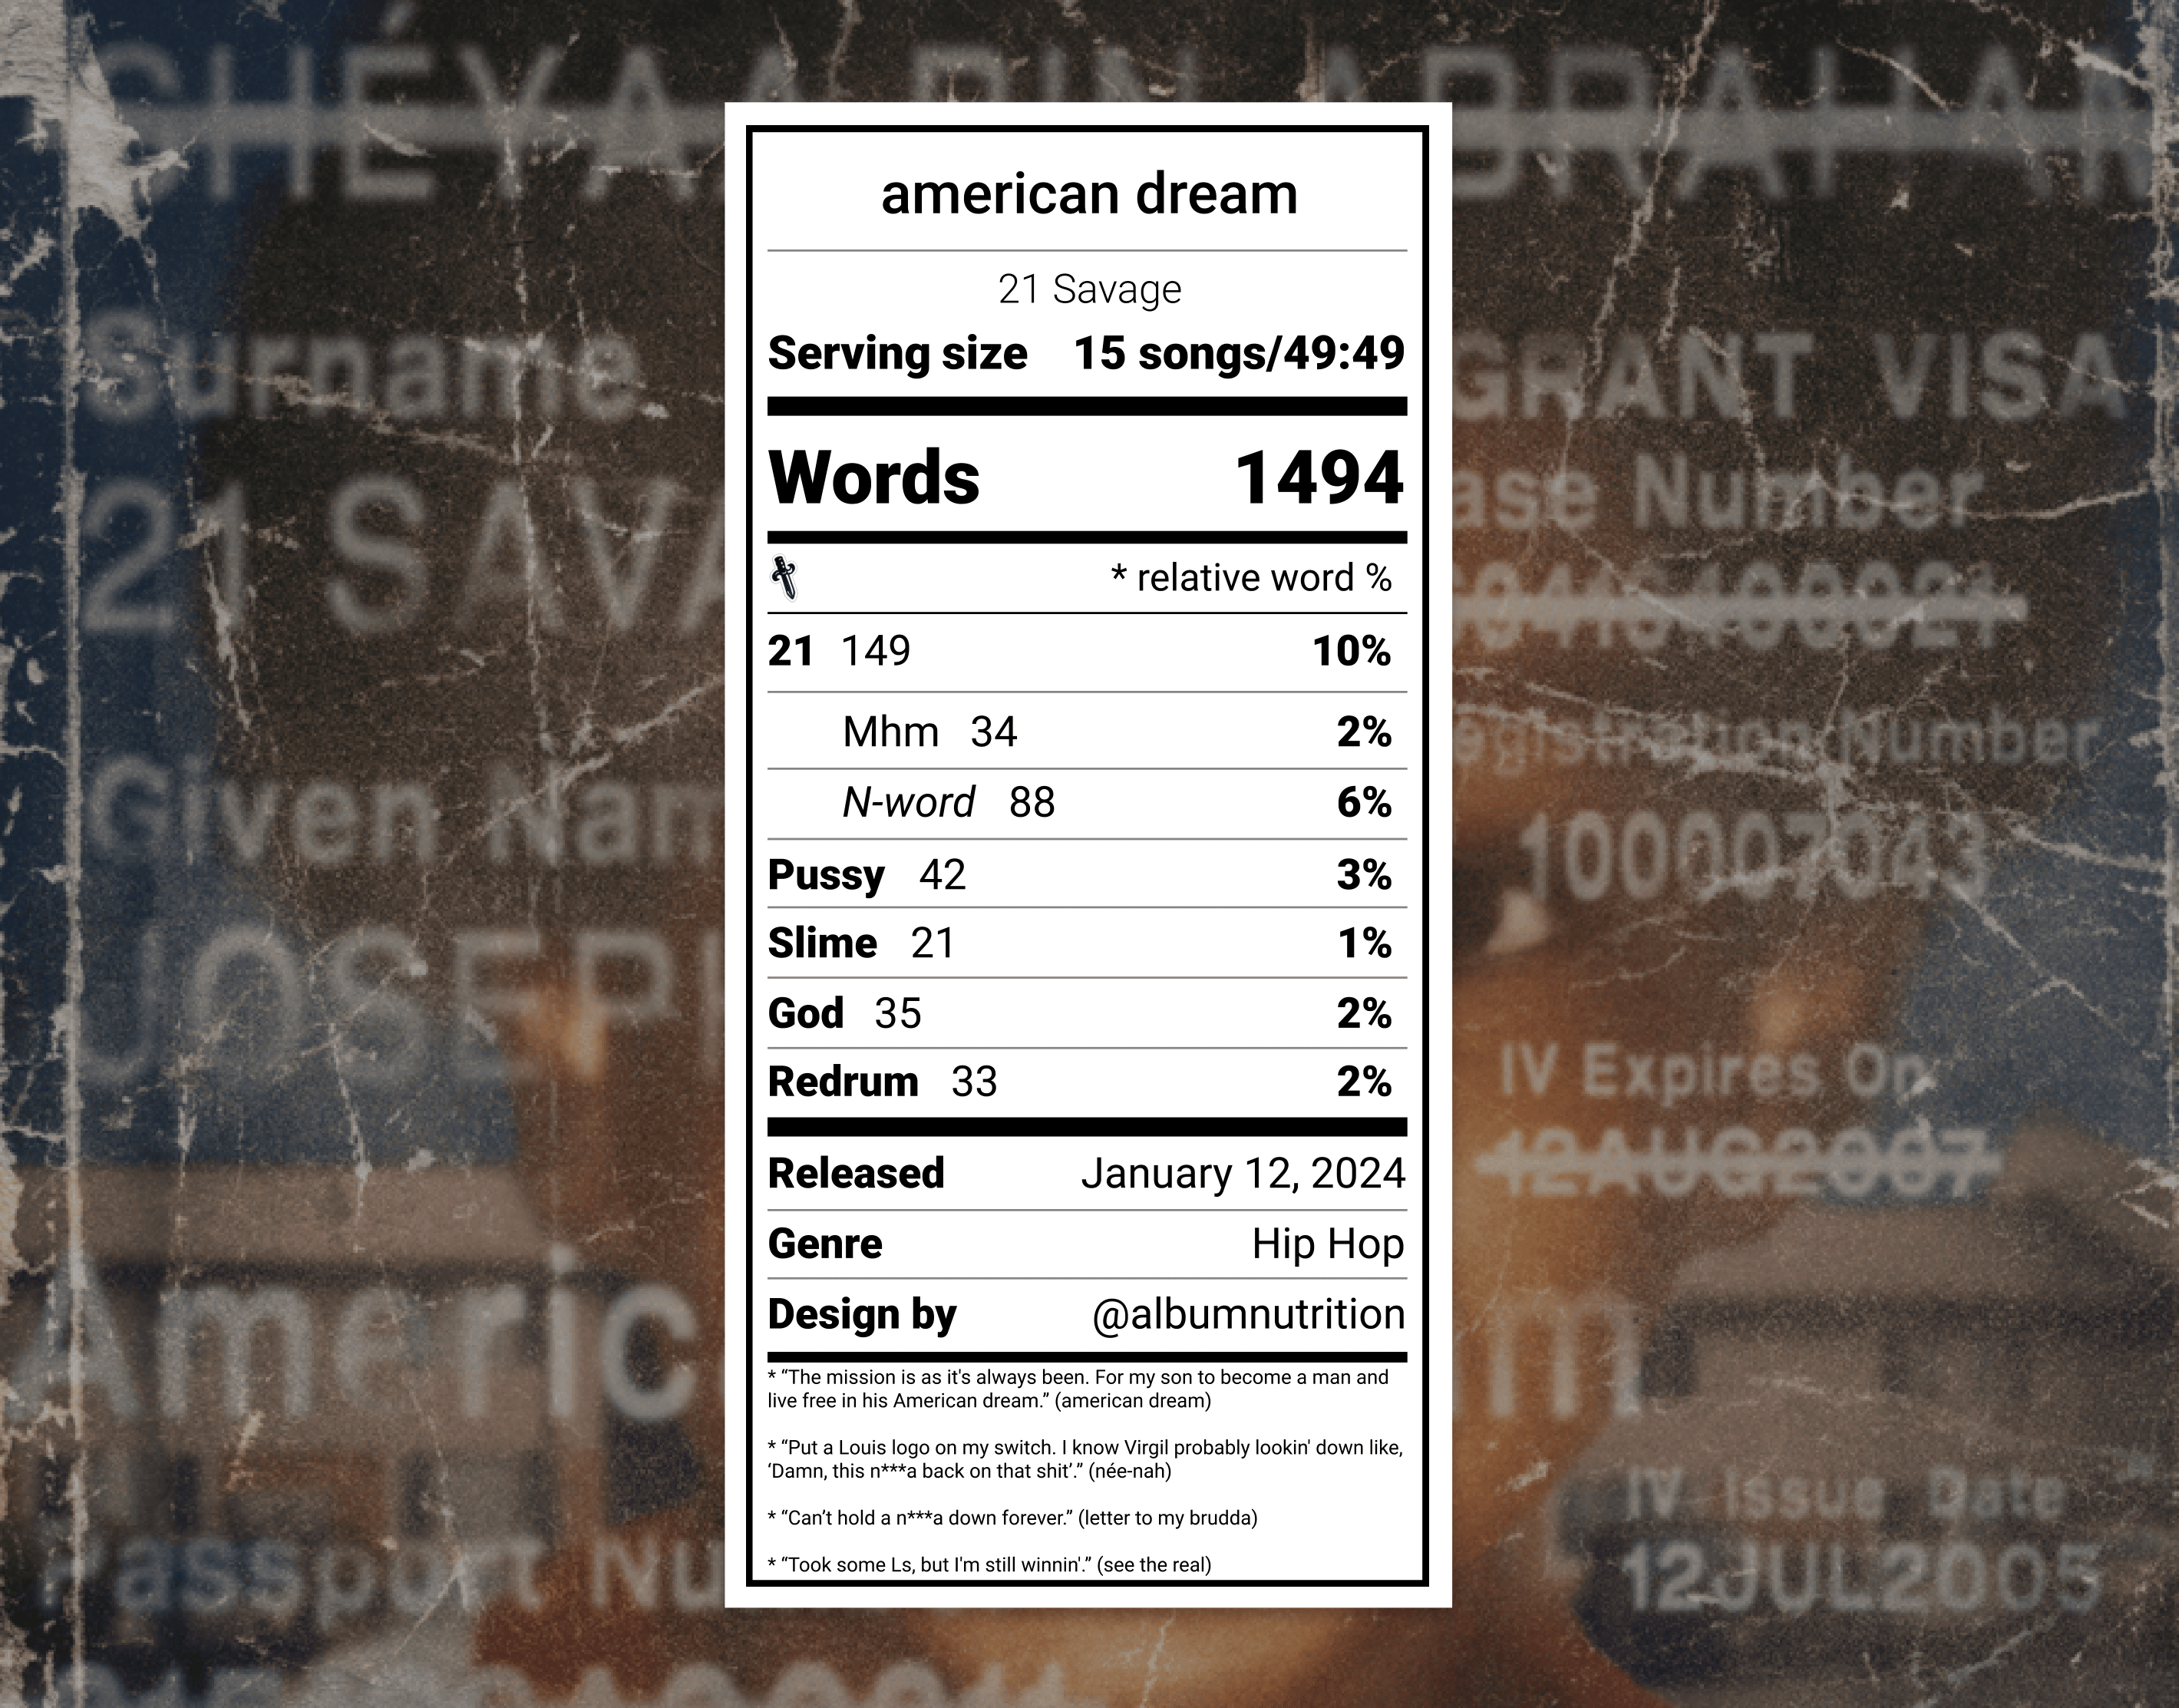 SHÉYAA BIN ABRAHAM
american dream
21 Savage
Serving size 15 songs/49:49
Words 1494
* relative word %
21 149 10%
Mhm 34 2%
N-word 88 6%
Pussy 42 3%
Slime 21 1%
God 35 2%
Redrum 33 2%
Released January 12, 2024
Genre Hip Hop
Design by @albumnutrition
* “The mission is as it's always been. For my son to become a man and
live free in his American dream.” (american dream)
* “Put a Louis logo on my switch. I know Virgil probably lookin' down like,
‘Damn, this n***a back on that shit’.” (née-nah)
* “Can’t hold a n***a down forever.” (letter to my brudda)
* “Took some Ls, but I'm still winnin'.” (see the real)
Surname
21 SAVA
Given Nam
JOSEPH
Americ
Passport Nu
GRANT VISA
ase Number
egistration Number
100007043
IV Expires On
12AUG2007
m
IV Issue Date
12JUL2005